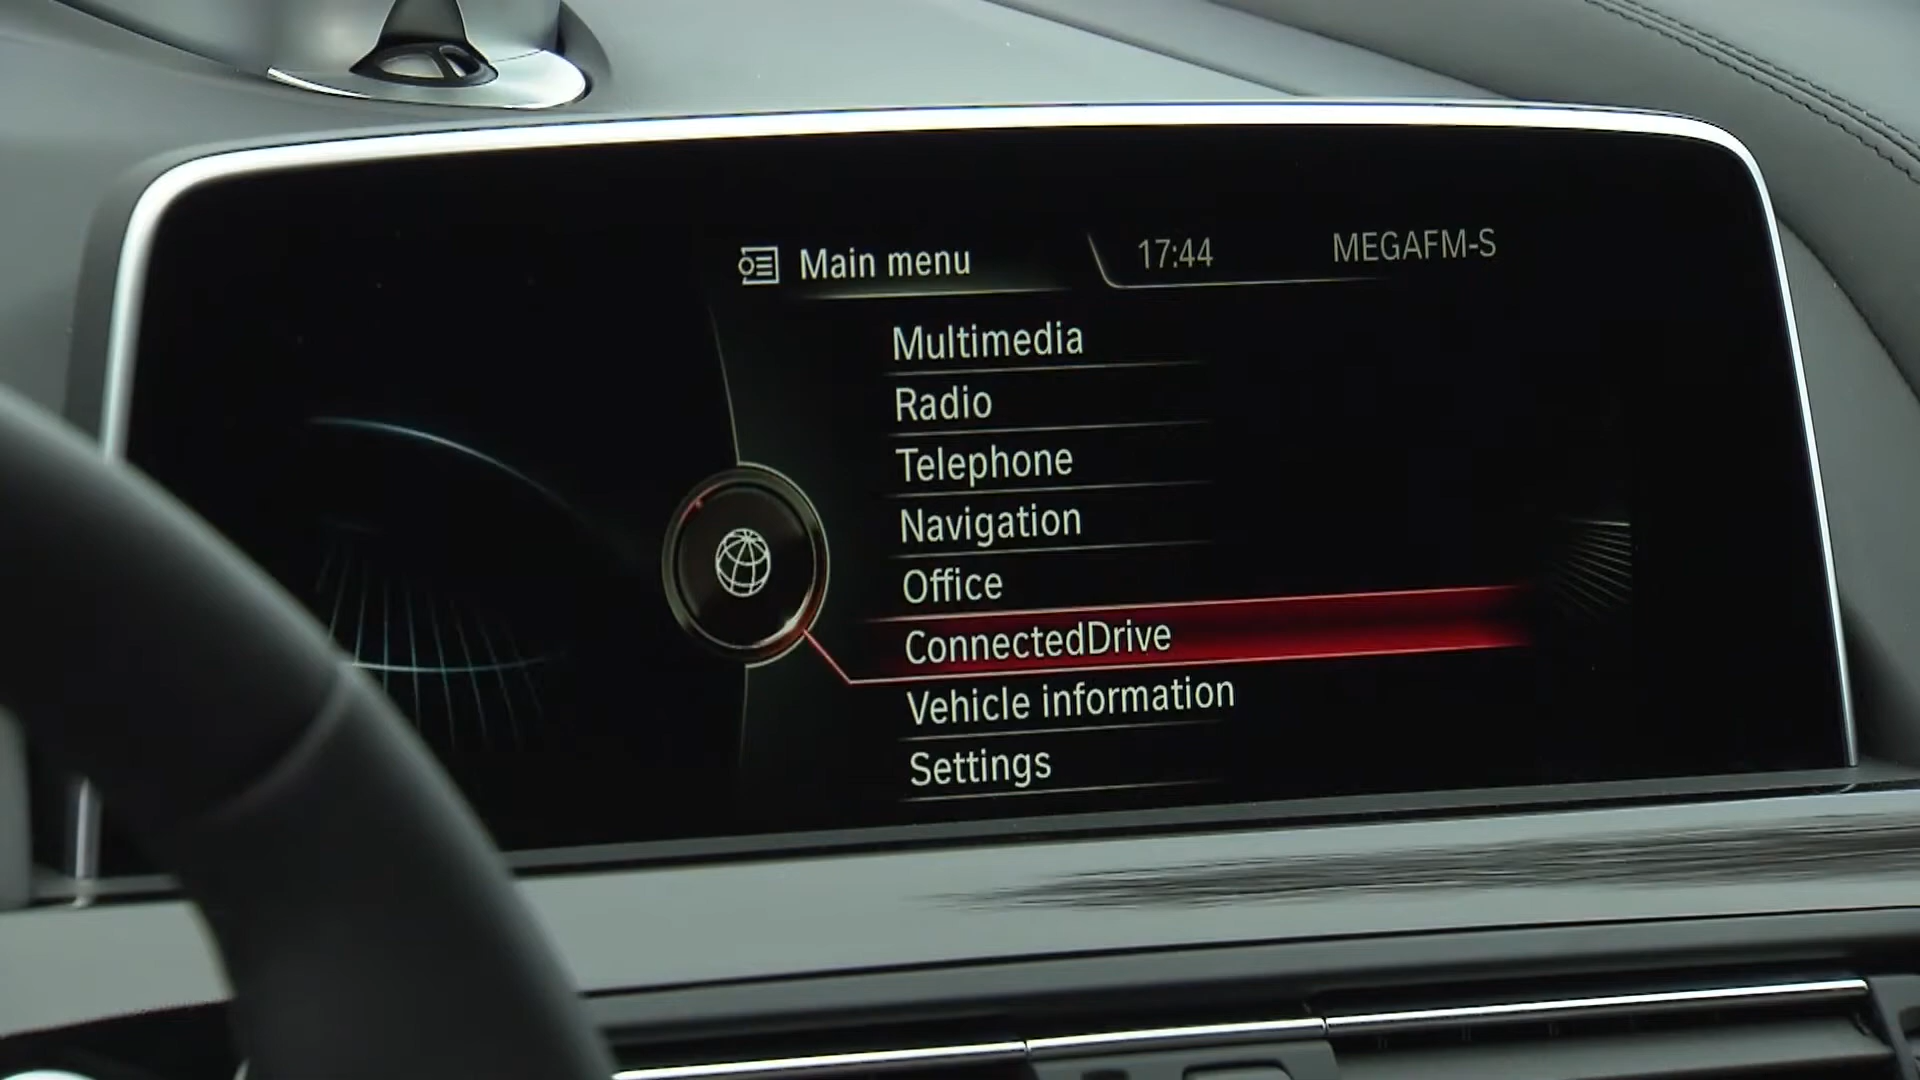 Main menu
17:44
MEGAFM-S
Multimedia
Radio
Telephone
Navigation
Office
ConnectedDrive
Vehicle information
Settings